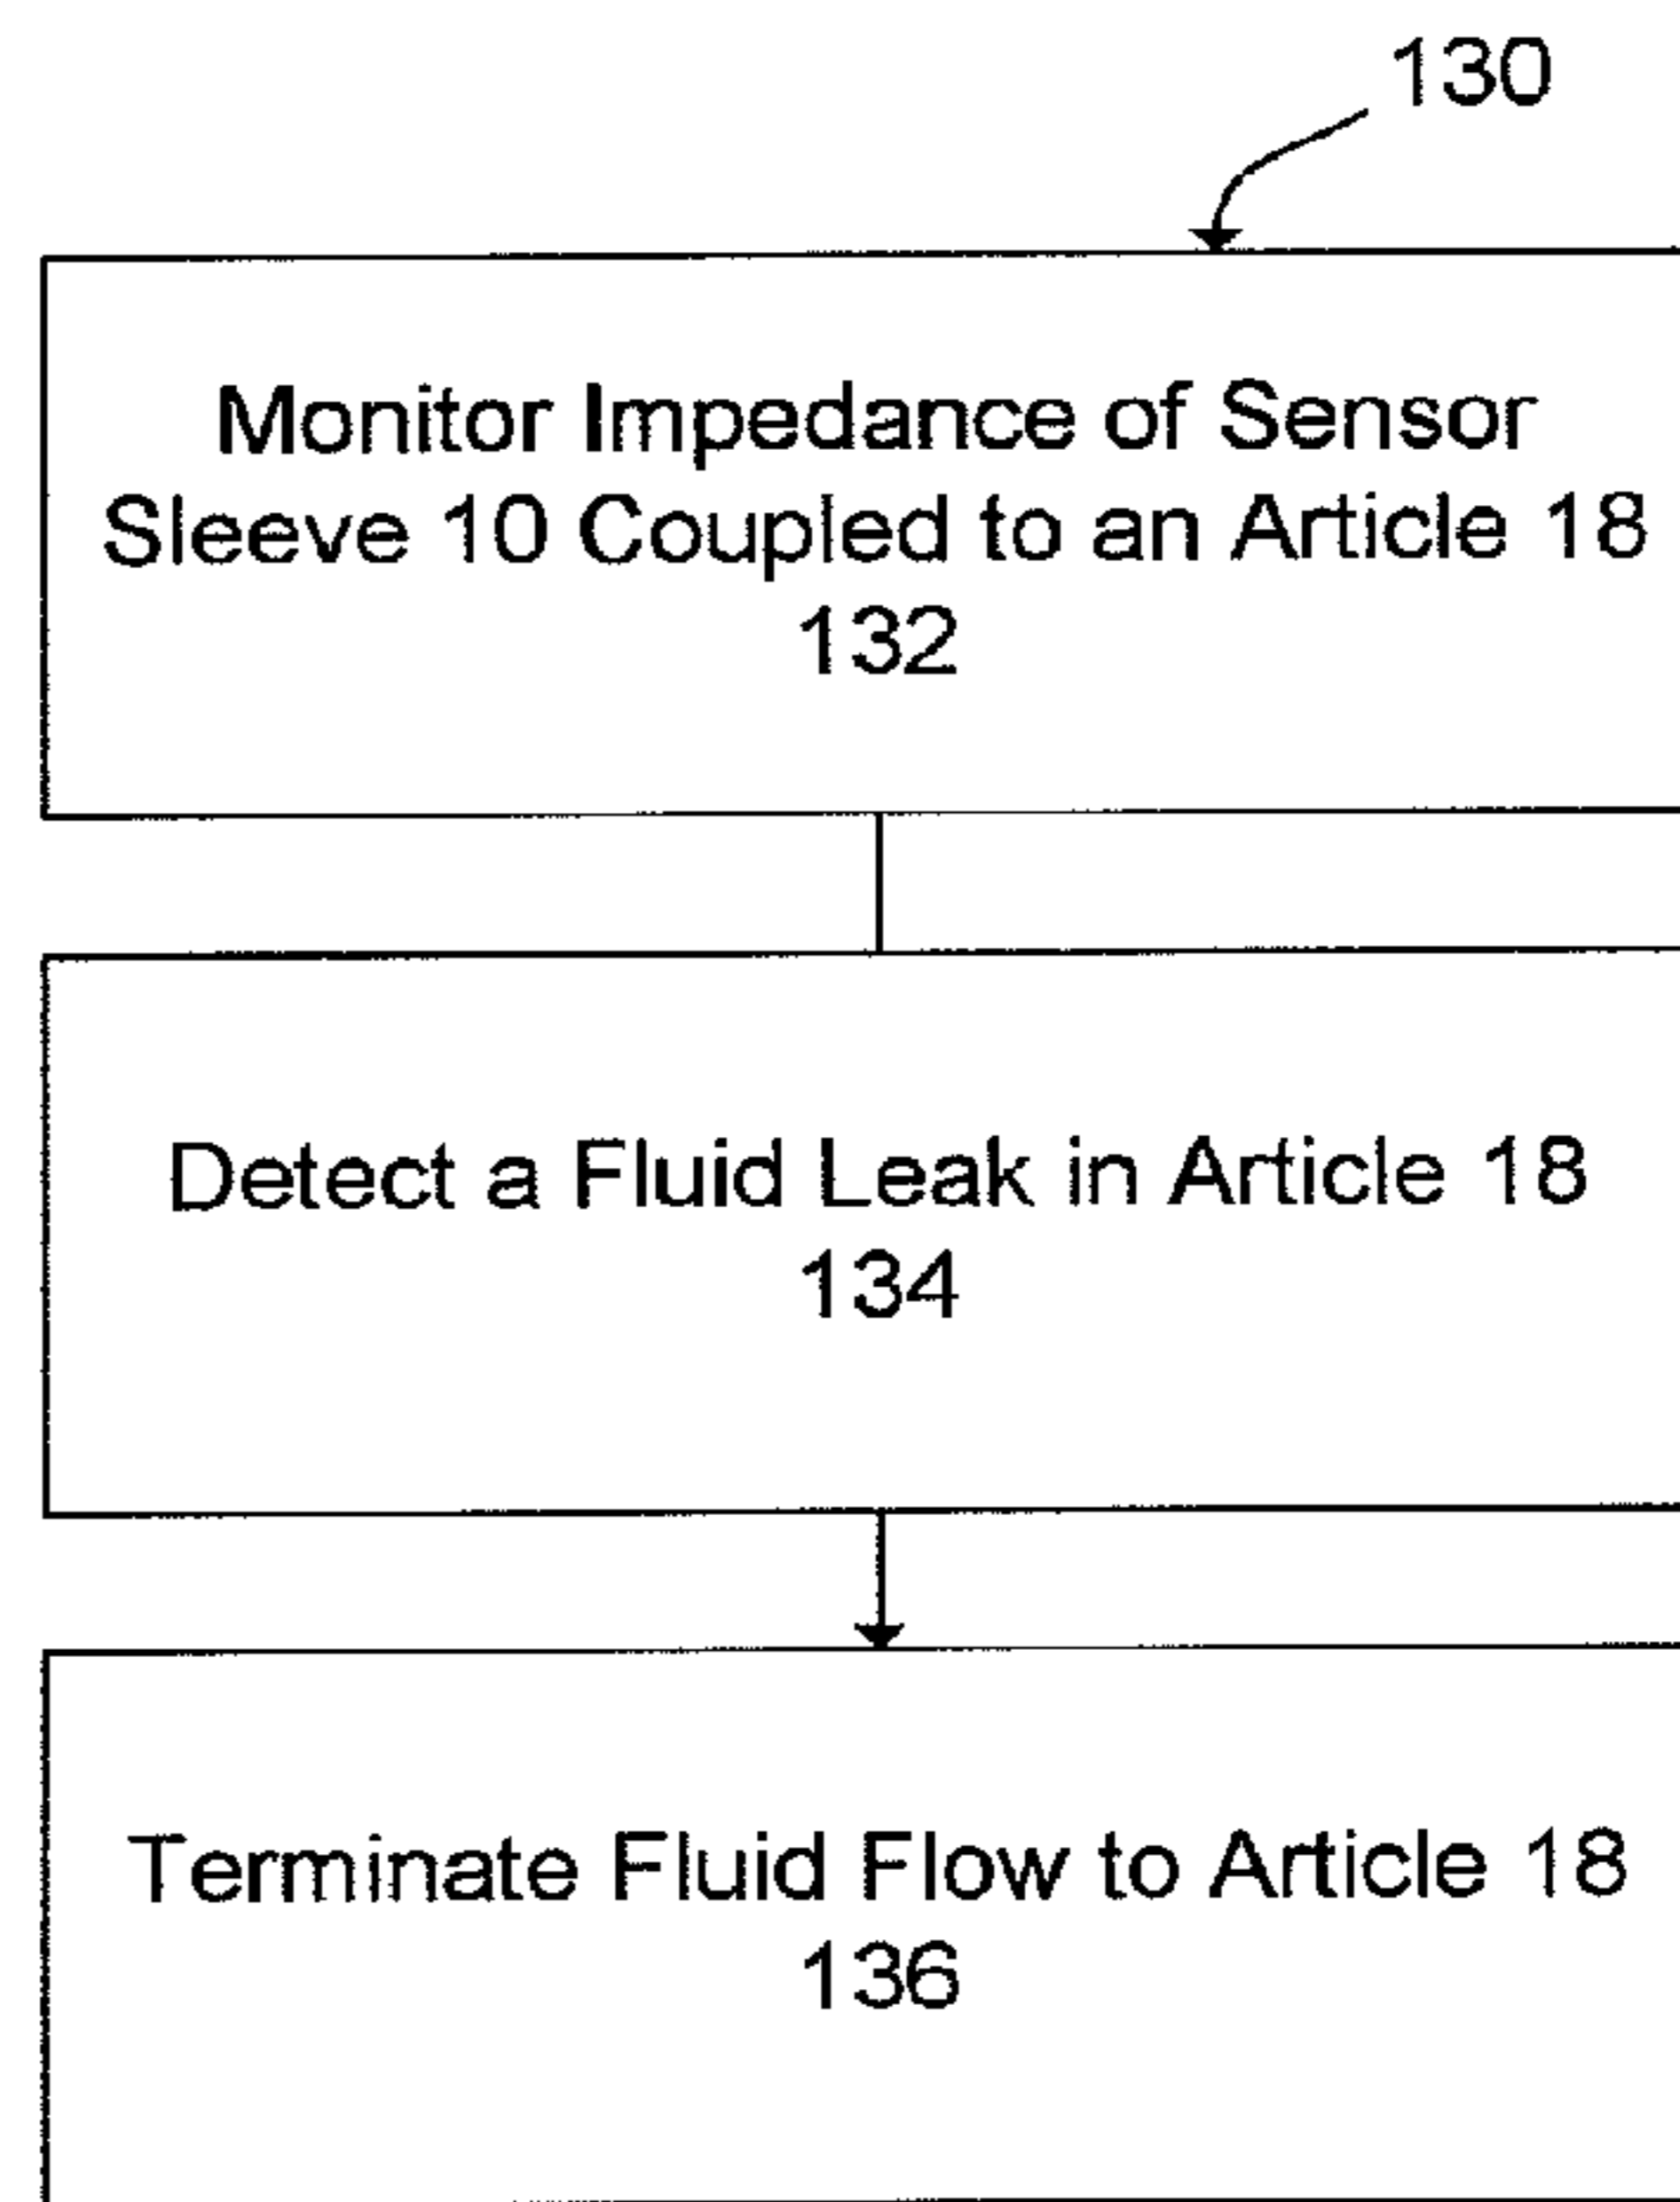 130
Monitor Impedance of Sensor
Sleeve 10 Coupled to an Article 18
132
Detect a Fluid Leak in Article 18
134
Terminate Fluid Flow to Article 18
136